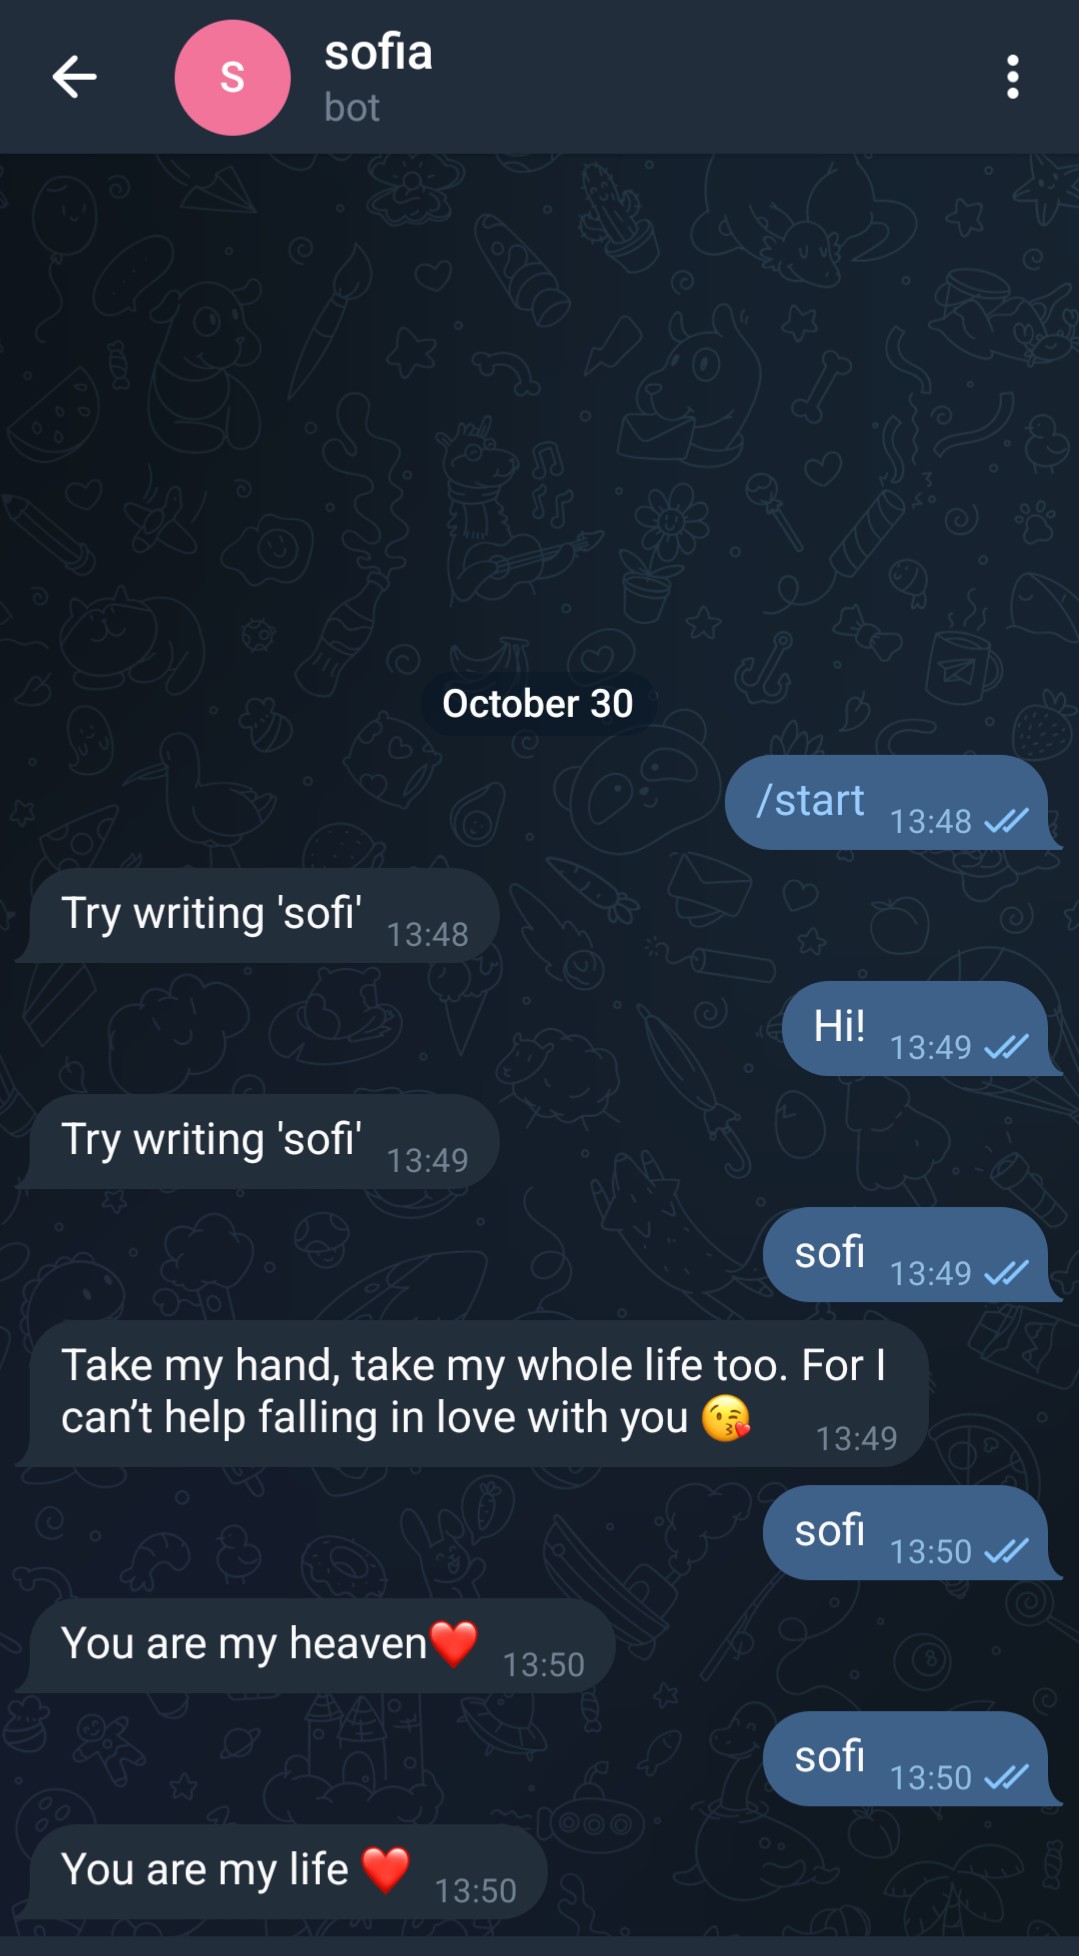 S
sofia
bot
October 30
/start 13:48
Try writing 'sofi' 13:48
Hi! 13:49
Try writing 'sofi' 13:49
sofi 13:49
Take my hand, take my whole life too. For I
can’t help falling in love with you 😘 13:49
sofi 13:50
You are my heaven❤️ 13:50
sofi 13:50
You are my life ❤️ 13:50